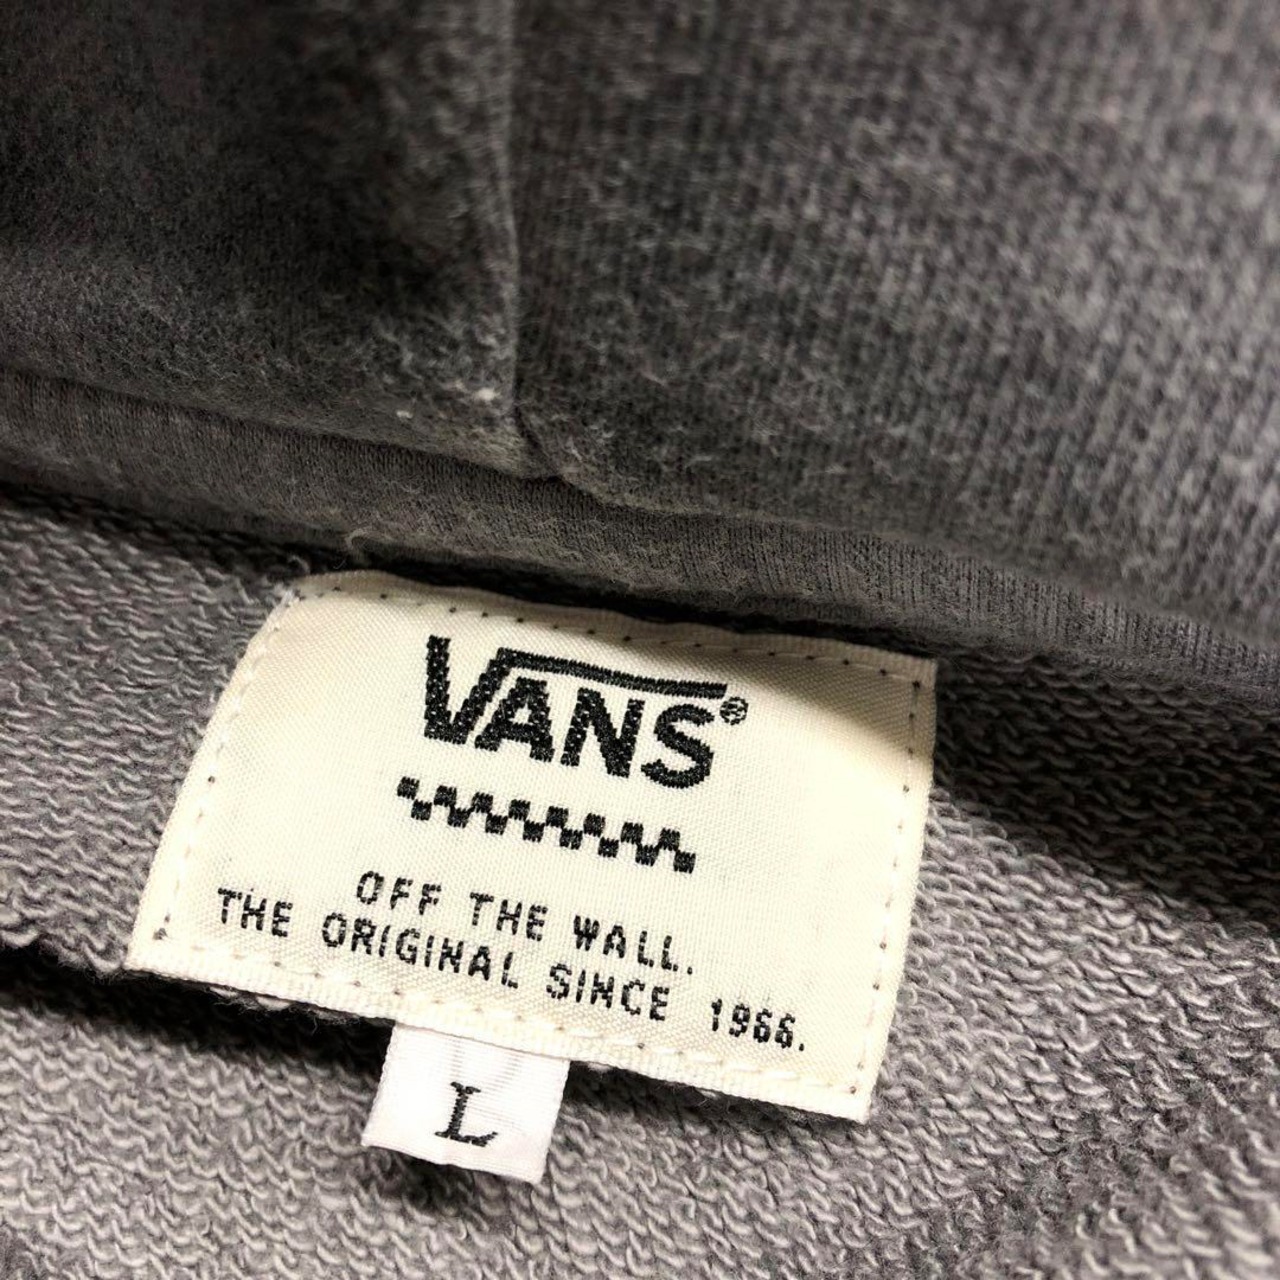 VANS®
OFF THE WALL.
THE ORIGINAL SINCE 1966.
L